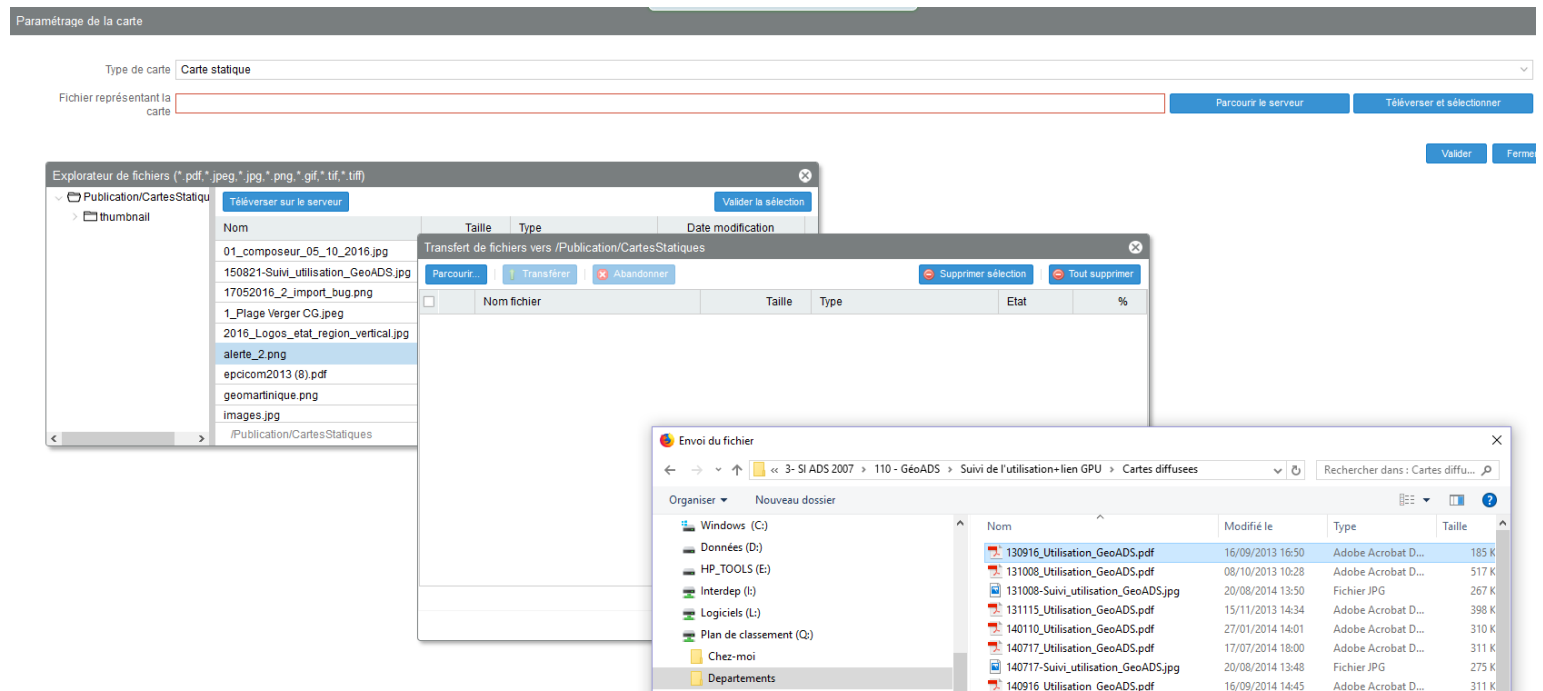 Paramétrage de la carte
Type de carte Carte statique
Fichier représentant la carte Parcourir le serveur Téléverser et sélectionner
Valider Fermer
Explorateur de fichiers (*.pdf,*.jpeg,*.jpg,*.png,*.gif,*.tif,*.tiff)
Publication/CartesStatiqu
thumbnail
Téléverser sur le serveur Valider la sélection
Nom Taille Type Date modification
01_composeur_05_10_2016.jpg
150821-Suivi_utilisation_GeoADS.jpg
17052016_2_import_bug.png
1_Plage Verger CG.jpeg
2016_Logos_etat_region_vertical.jpg
alerte_2.png
epcicom2013 (8).pdf
geomartinique.png
images.jpg
/Publication/CartesStatiques
Transfert de fichiers vers /Publication/CartesStatiques
Parcourir... Transférer Abandonner Supprimer sélection Tout supprimer
Nom fichier Taille Type Etat %
Envoi du fichier
« 3- SI ADS 2007 > 110 - GéoADS > Suivi de l'utilisation+lien GPU > Cartes diffusees Rechercher dans : Cartes diffu...
Organiser Nouveau dossier
Windows (C:)
Données (D:)
HP_TOOLS (E:)
Interdep (I:)
Logiciels (L:)
Plan de classement (Q:)
Chez-moi
Departements
Nom Modifié le Type Taille
130916_Utilisation_GeoADS.pdf 16/09/2013 16:50 Adobe Acrobat D... 185 K
131008_Utilisation_GeoADS.pdf 08/10/2013 10:28 Adobe Acrobat D... 517 K
131008-Suivi_utilisation_GeoADS.jpg 20/08/2014 13:50 Fichier JPG 267 K
131115_Utilisation_GeoADS.pdf 15/11/2013 14:34 Adobe Acrobat D... 398 K
140110_Utilisation_GeoADS.pdf 27/01/2014 14:01 Adobe Acrobat D... 310 K
140717_Utilisation_GeoADS.pdf 17/07/2014 18:00 Adobe Acrobat D... 311 K
140717-Suivi_utilisation_GeoADS.jpg 20/08/2014 13:48 Fichier JPG 275 K
140916_Utilisation_GeoADS.pdf 16/09/2014 14:45 Adobe Acrobat D... 311 K